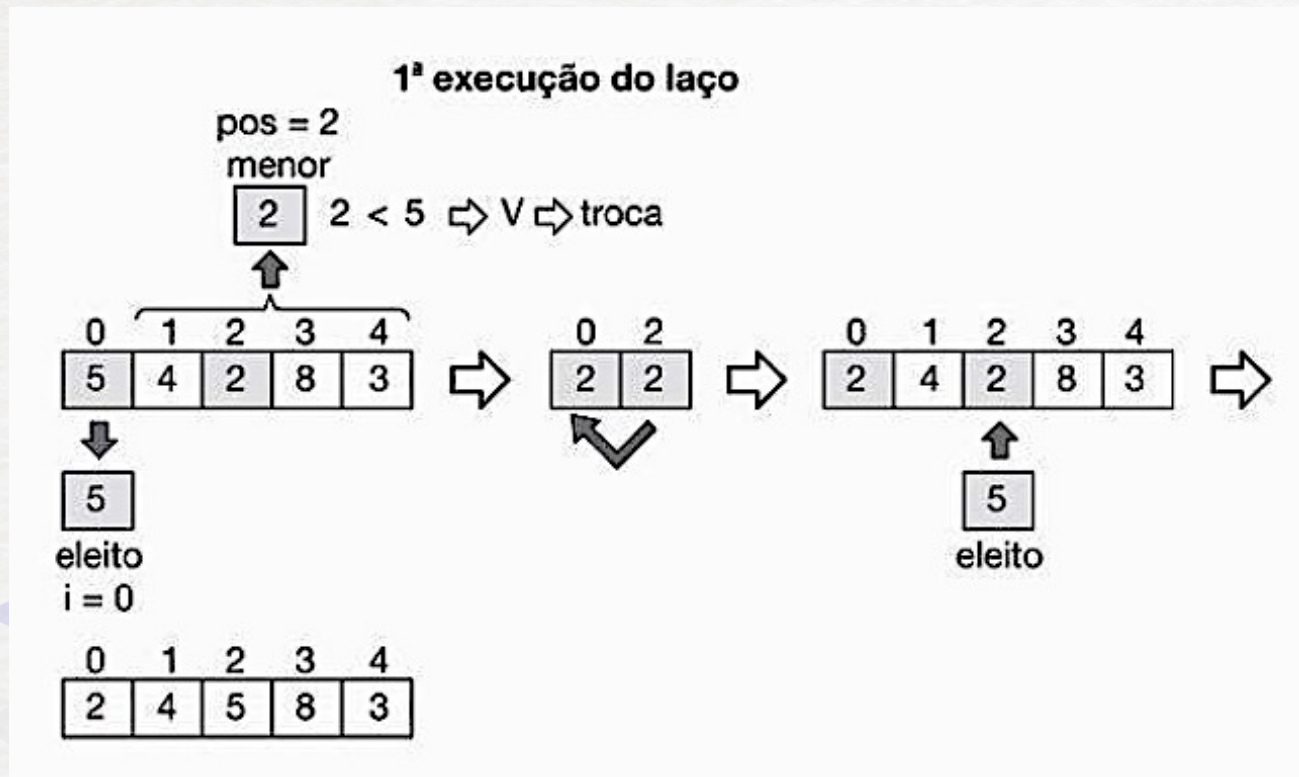 1ª execução do laço
pos = 2
menor
2 2 < 5 ⇨ V ⇨ troca
0 1 2 3 4
5 4 2 8 3
0 2
2 2
0 1 2 3 4
2 4 2 8 3
5
eleito
i = 0
5
eleito
0 1 2 3 4
2 4 5 8 3